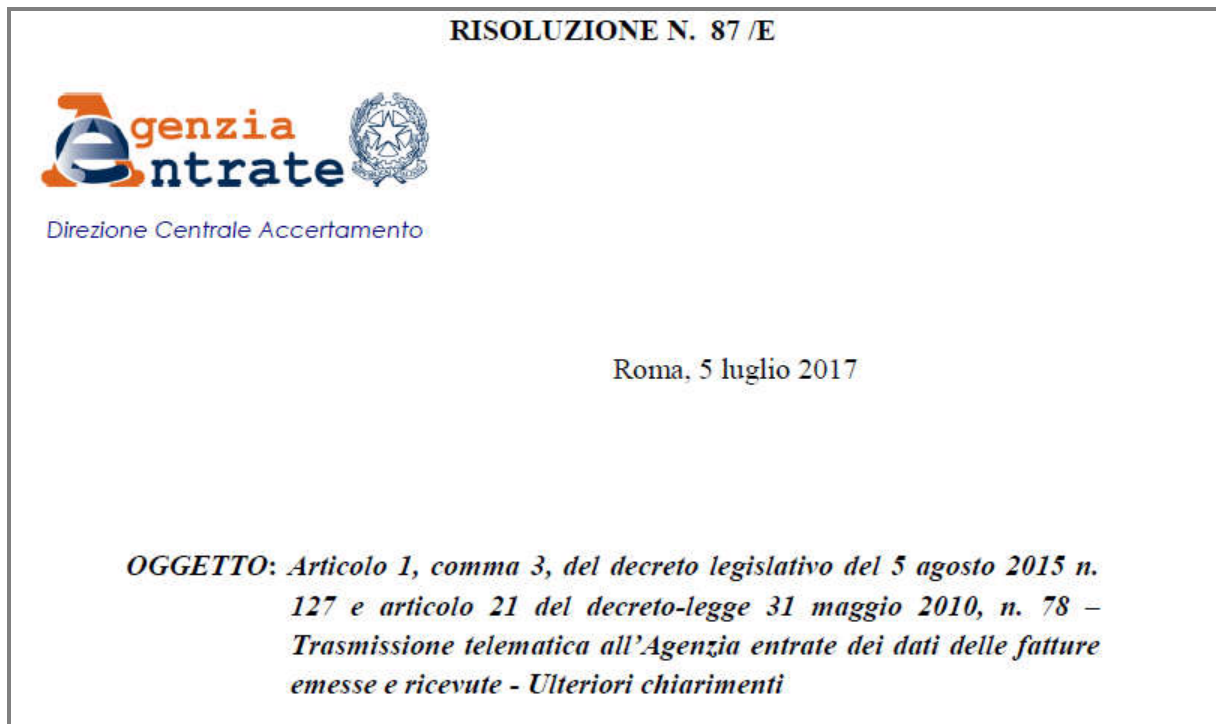 RISOLUZIONE N. 87 /E
Agenzia
Entrate
Direzione Centrale Accertamento
Roma, 5 luglio 2017
OGGETTO: Articolo 1, comma 3, del decreto legislativo del 5 agosto 2015 n.
127 e articolo 21 del decreto-legge 31 maggio 2010, n. 78 –
Trasmissione telematica all'Agenzia entrate dei dati delle fatture
emesse e ricevute - Ulteriori chiarimenti